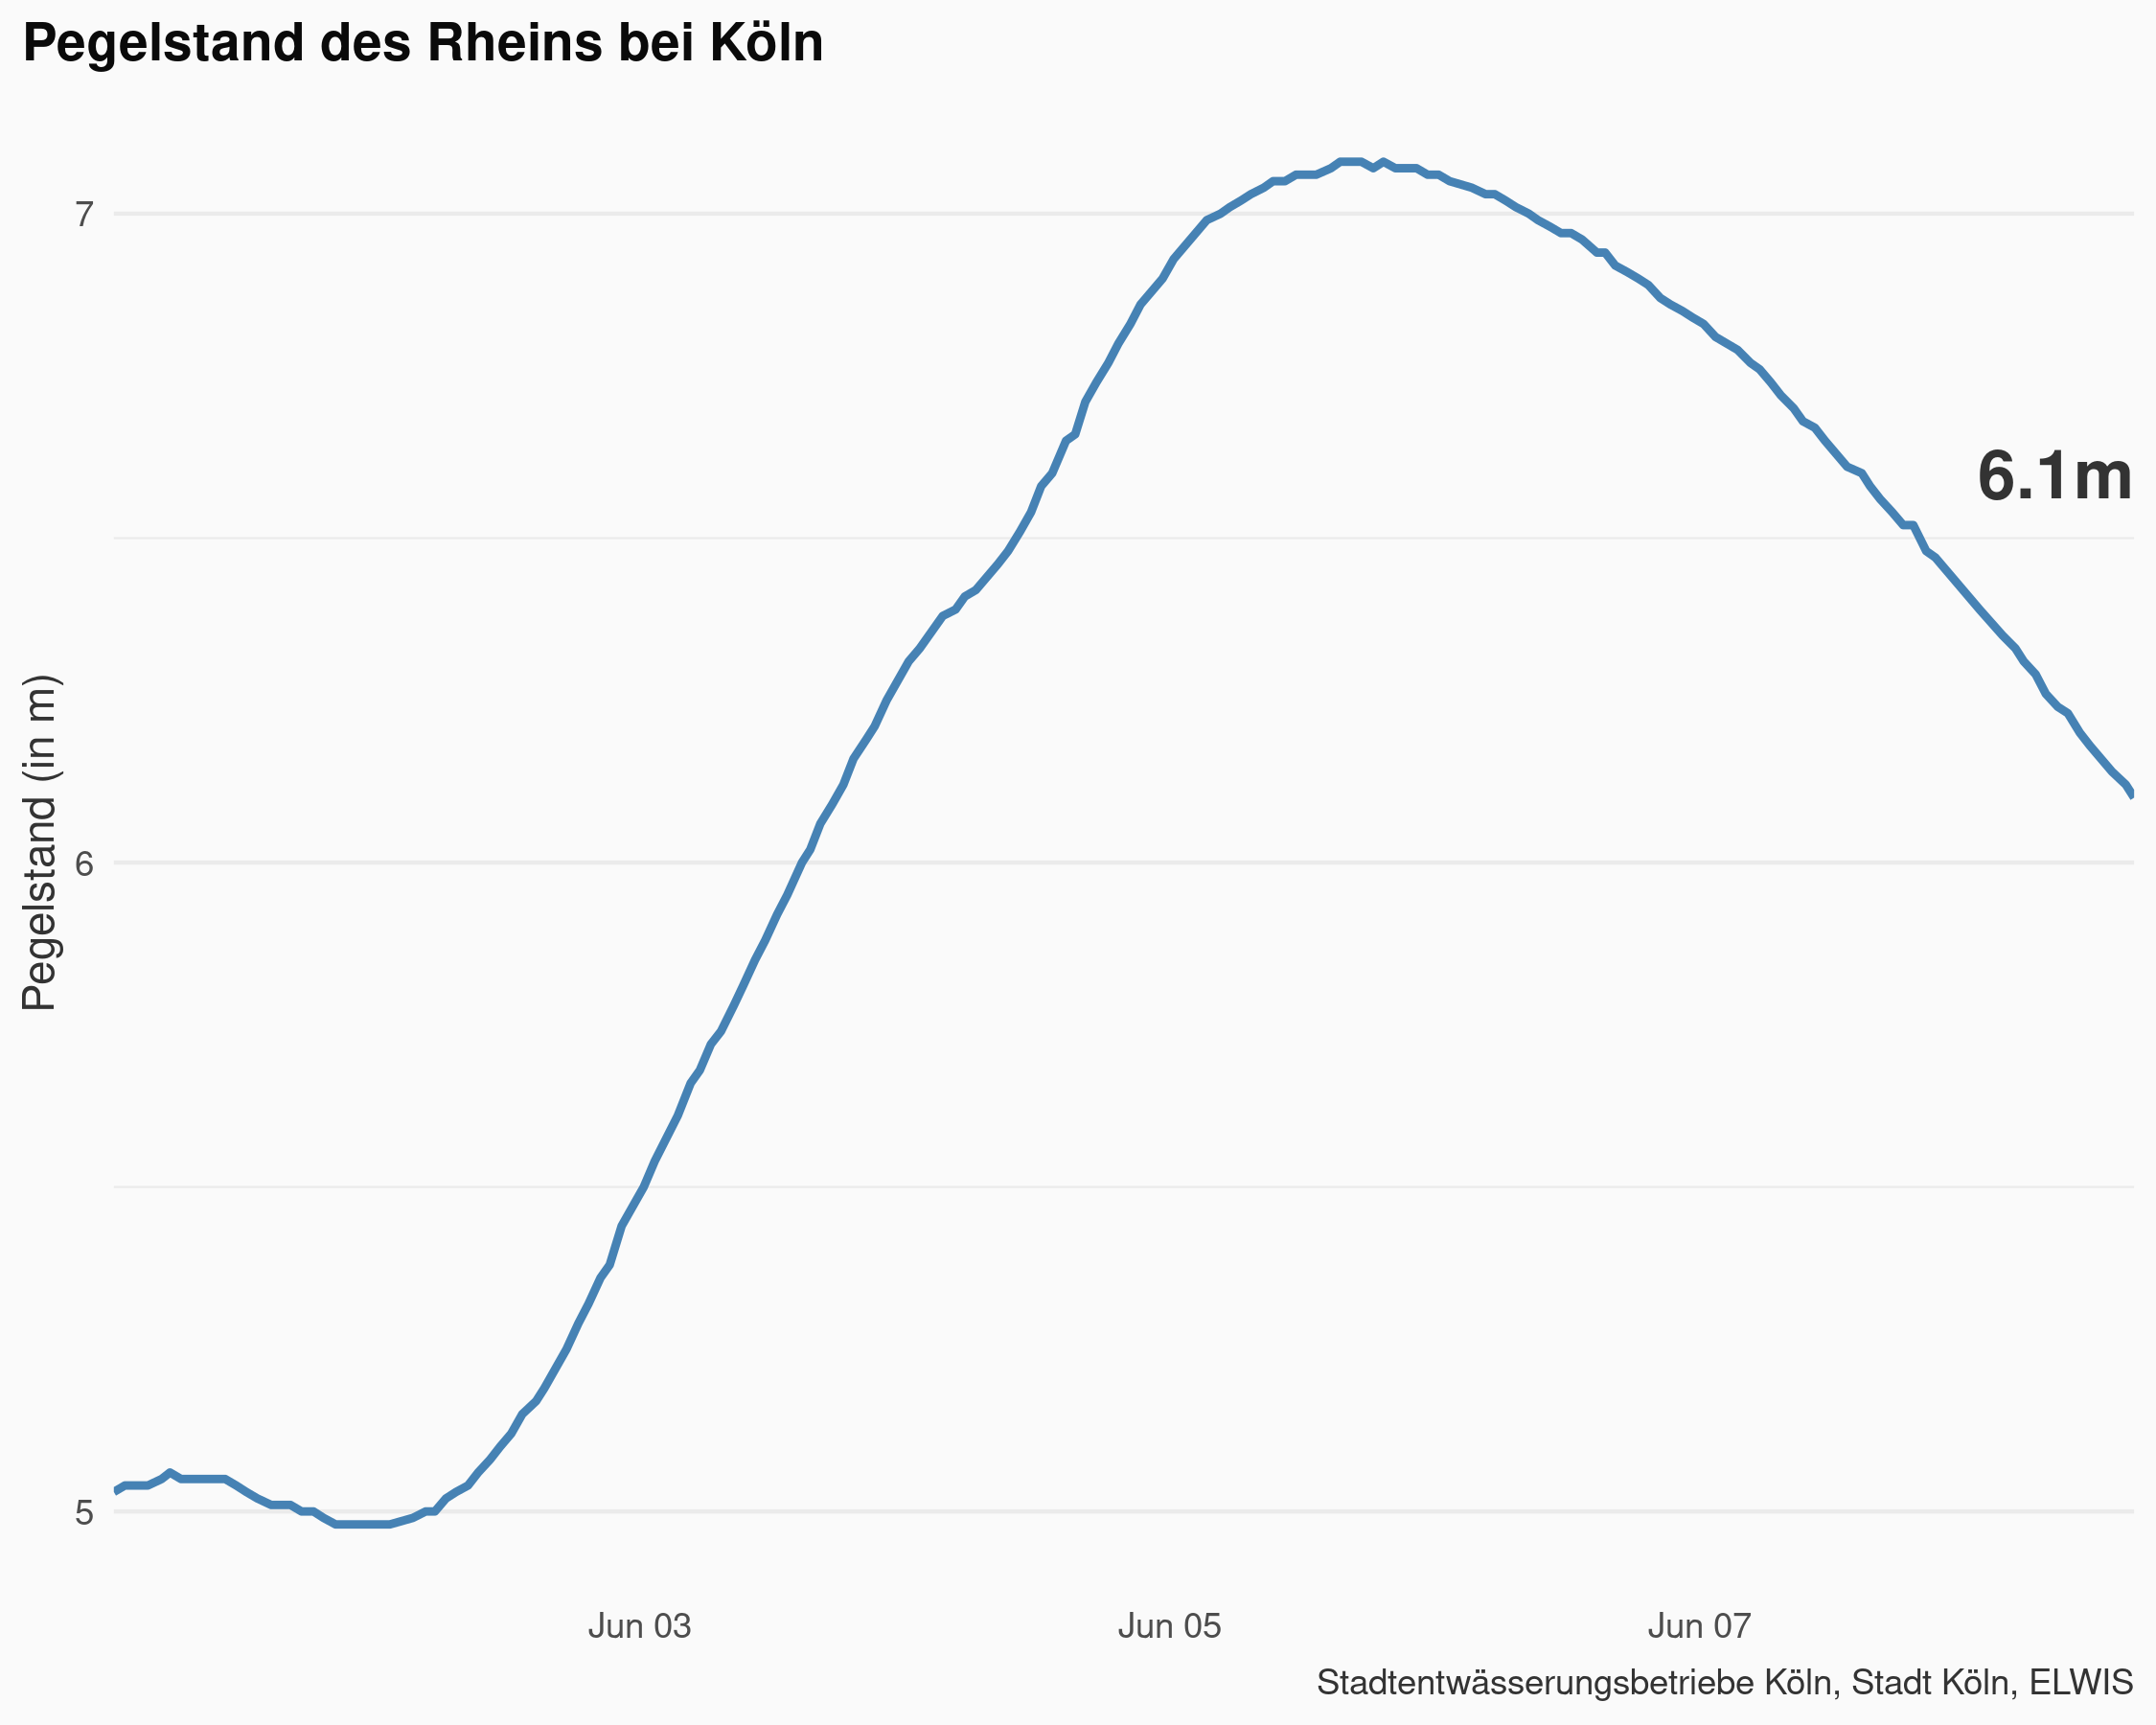 Pegelstand des Rheins bei Köln
Pegelstand (in m)
7
6
5
6.1m
Jun 03
Jun 05
Jun 07
Stadtentwässerungsbetriebe Köln, Stadt Köln, ELWIS